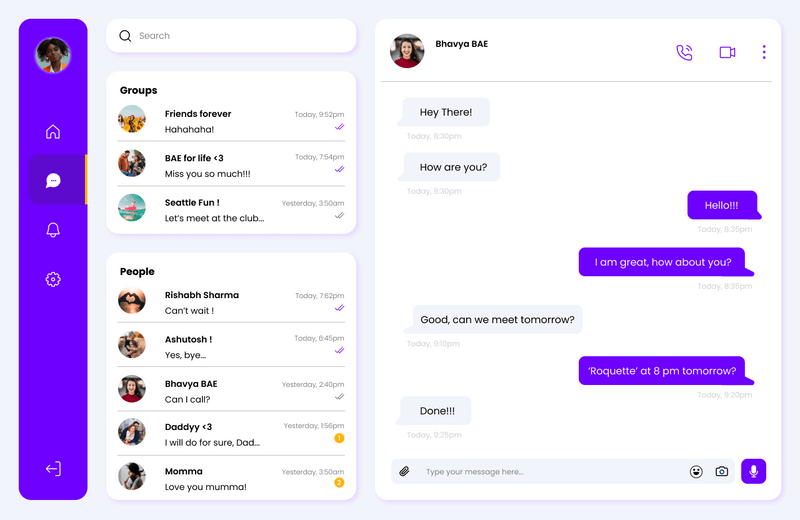 Search
Groups
Friends forever
Today, 9:52pm
Hahahaha!
BAE for life <3
Today, 7:54pm
Miss you so much!!!
Seattle Fun !
Yesterday, 3:50am
Let's meet at the club...
People
Rishabh Sharma
Today, 7:62pm
Can't wait !
Ashutosh !
Today, 6:45pm
Yes, bye...
Bhavya BAE
Yesterday, 2:40pm
Can I call?
Daddyy <3
Yesterday, 1:56pm
I will do for sure, Dad...
1
Momma
Yesterday, 3:50am
Love you mumma!
2
Bhavya BAE
Hey There!
Today, 8:30pm
How are you?
Today, 8:30pm
Hello!!!
Today, 8:35pm
I am great, how about you?
Today, 8:35pm
Good, can we meet tomorrow?
Today, 9:10pm
'Roquette' at 8 pm tomorrow?
Today, 9:20pm
Done!!!
Today, 9:25pm
Type your message here...